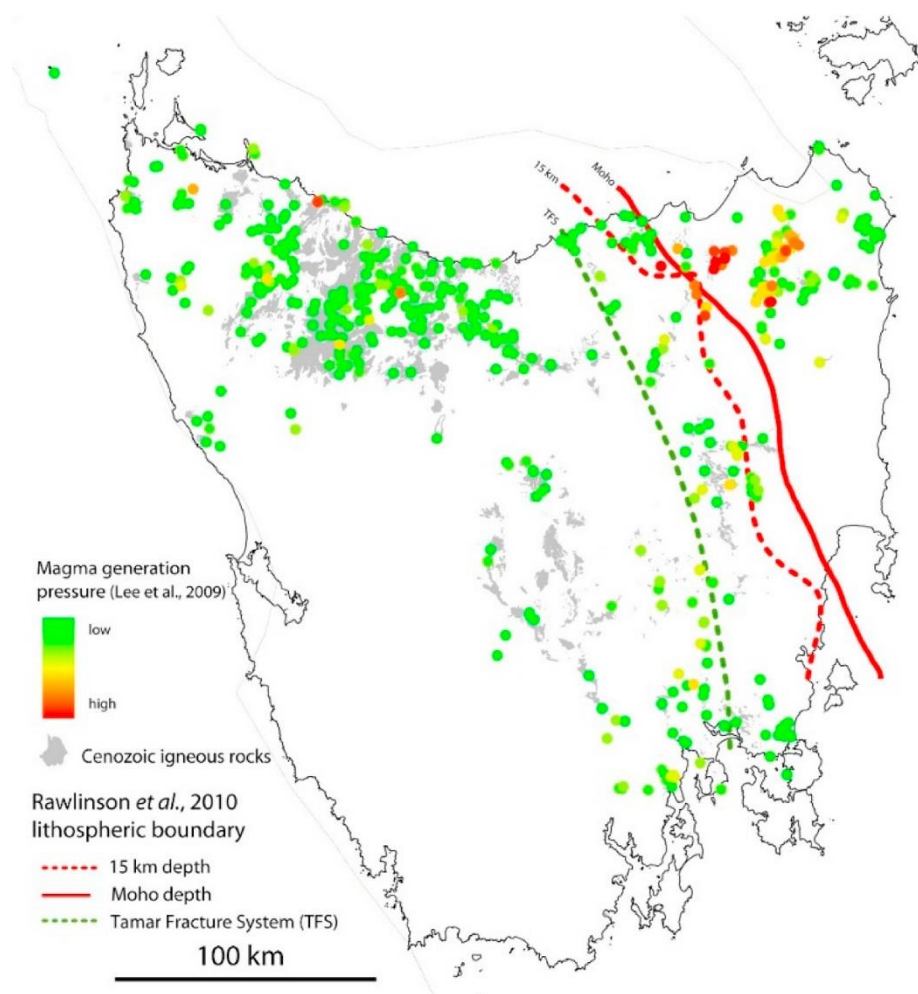 15 km
Moho
TFS
Magma generation
pressure (Lee et al., 2009)
low
high
Cenozoic igneous rocks
Rawlinson et al., 2010
lithospheric boundary
15 km depth
Moho depth
Tamar Fracture System (TFS)
100 km